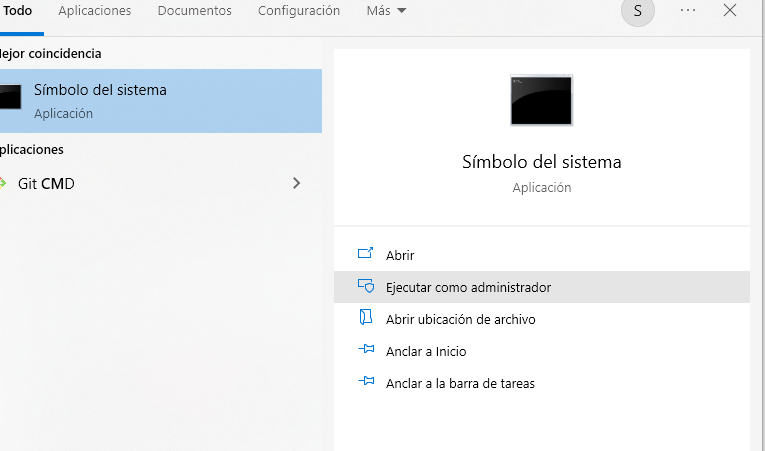 Todo Aplicaciones Documentos Configuración Más S
ejor coincidencia
Símbolo del sistema
Aplicación
plicaciones
Git CMD
Símbolo del sistema
Aplicación
Abrir
Ejecutar como administrador
Abrir ubicación de archivo
Anclar a Inicio
Anclar a la barra de tareas